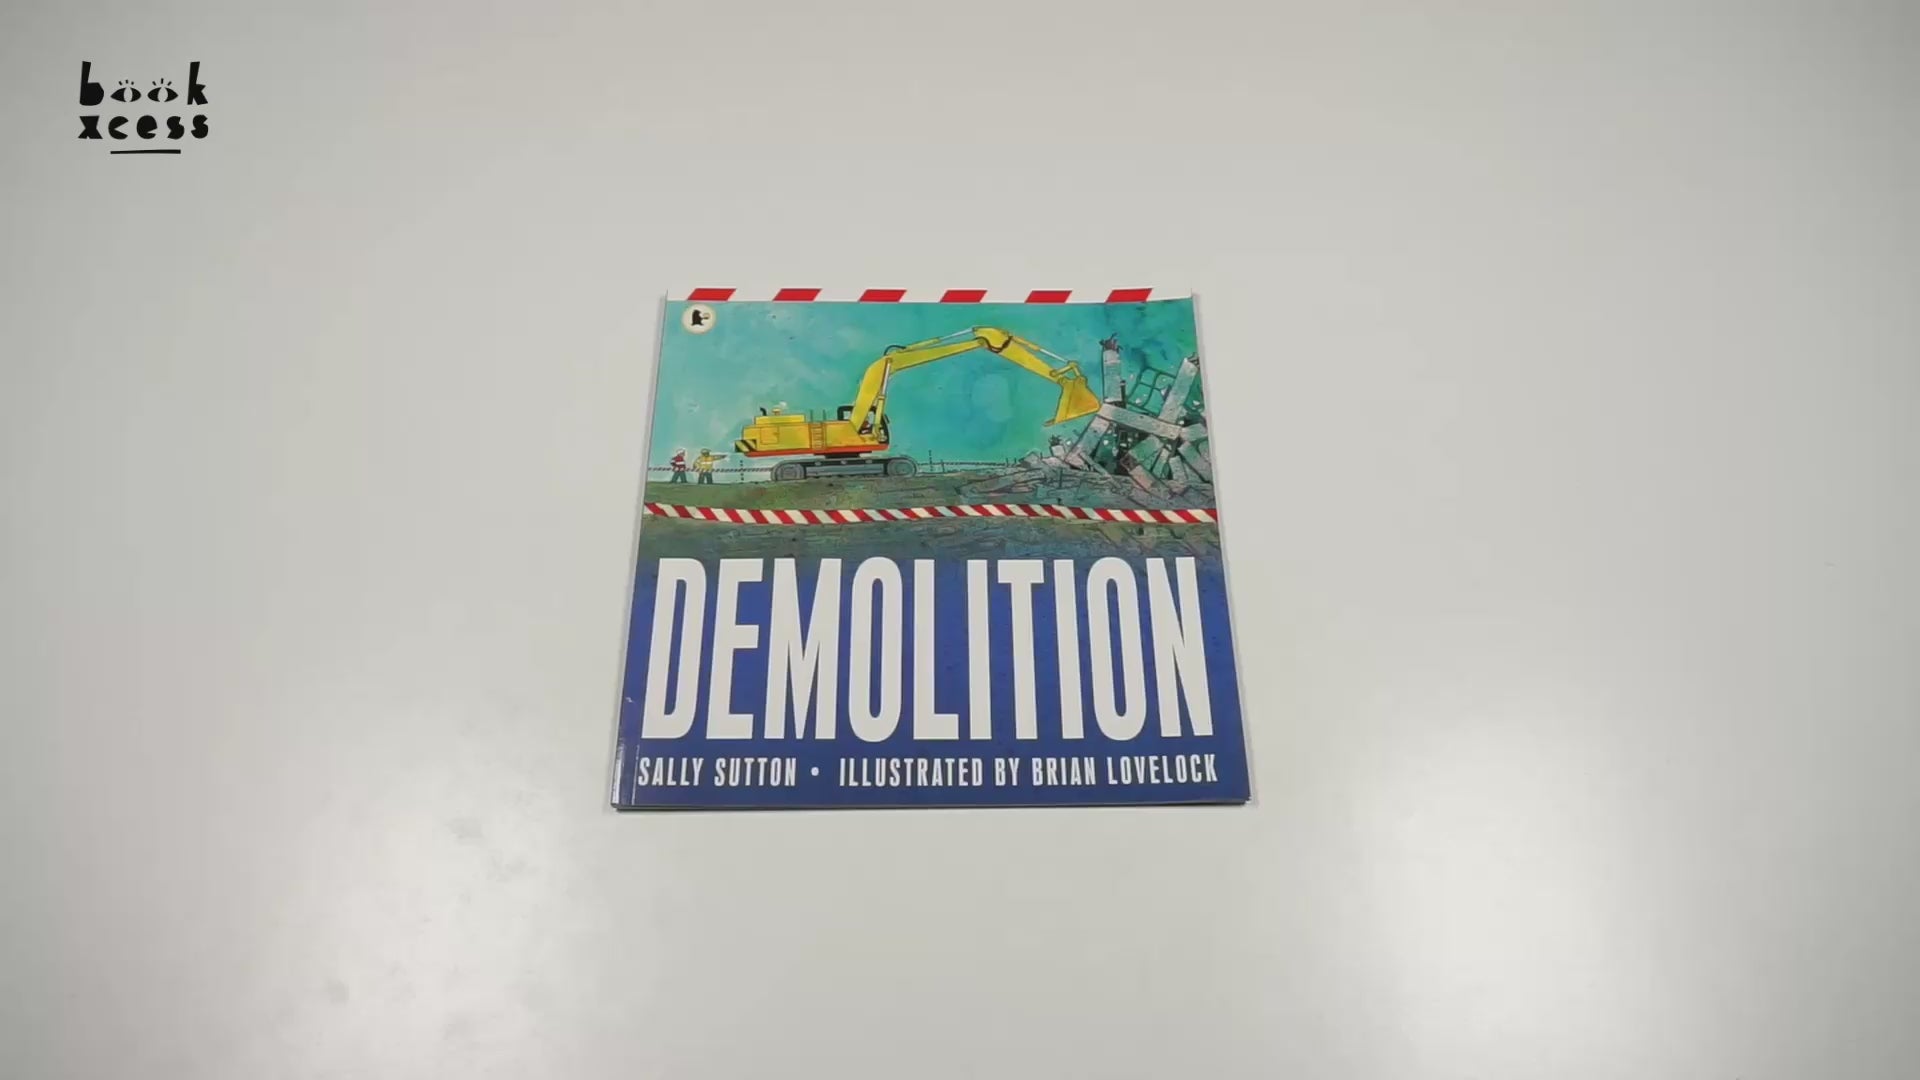 book
xcess
DEMOLITION
SALLY SUTTON • ILLUSTRATED BY BRIAN LOVELOCK